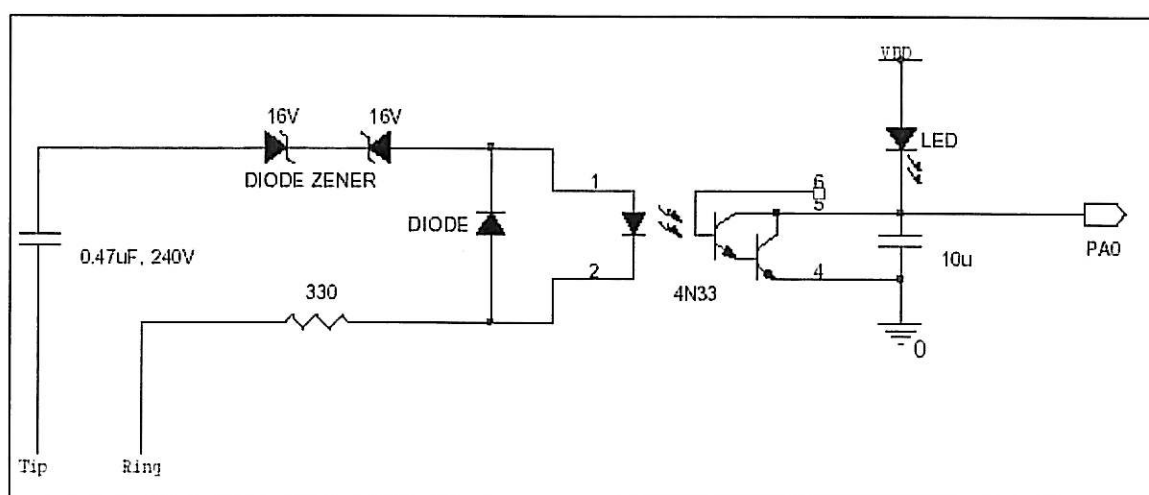 VDD
16V 16V
LED
DIODE ZENER
1
6
5
DIODE
0.47uF, 240V
PA0
10u
2
4
4N33
330
0
Tip Ring